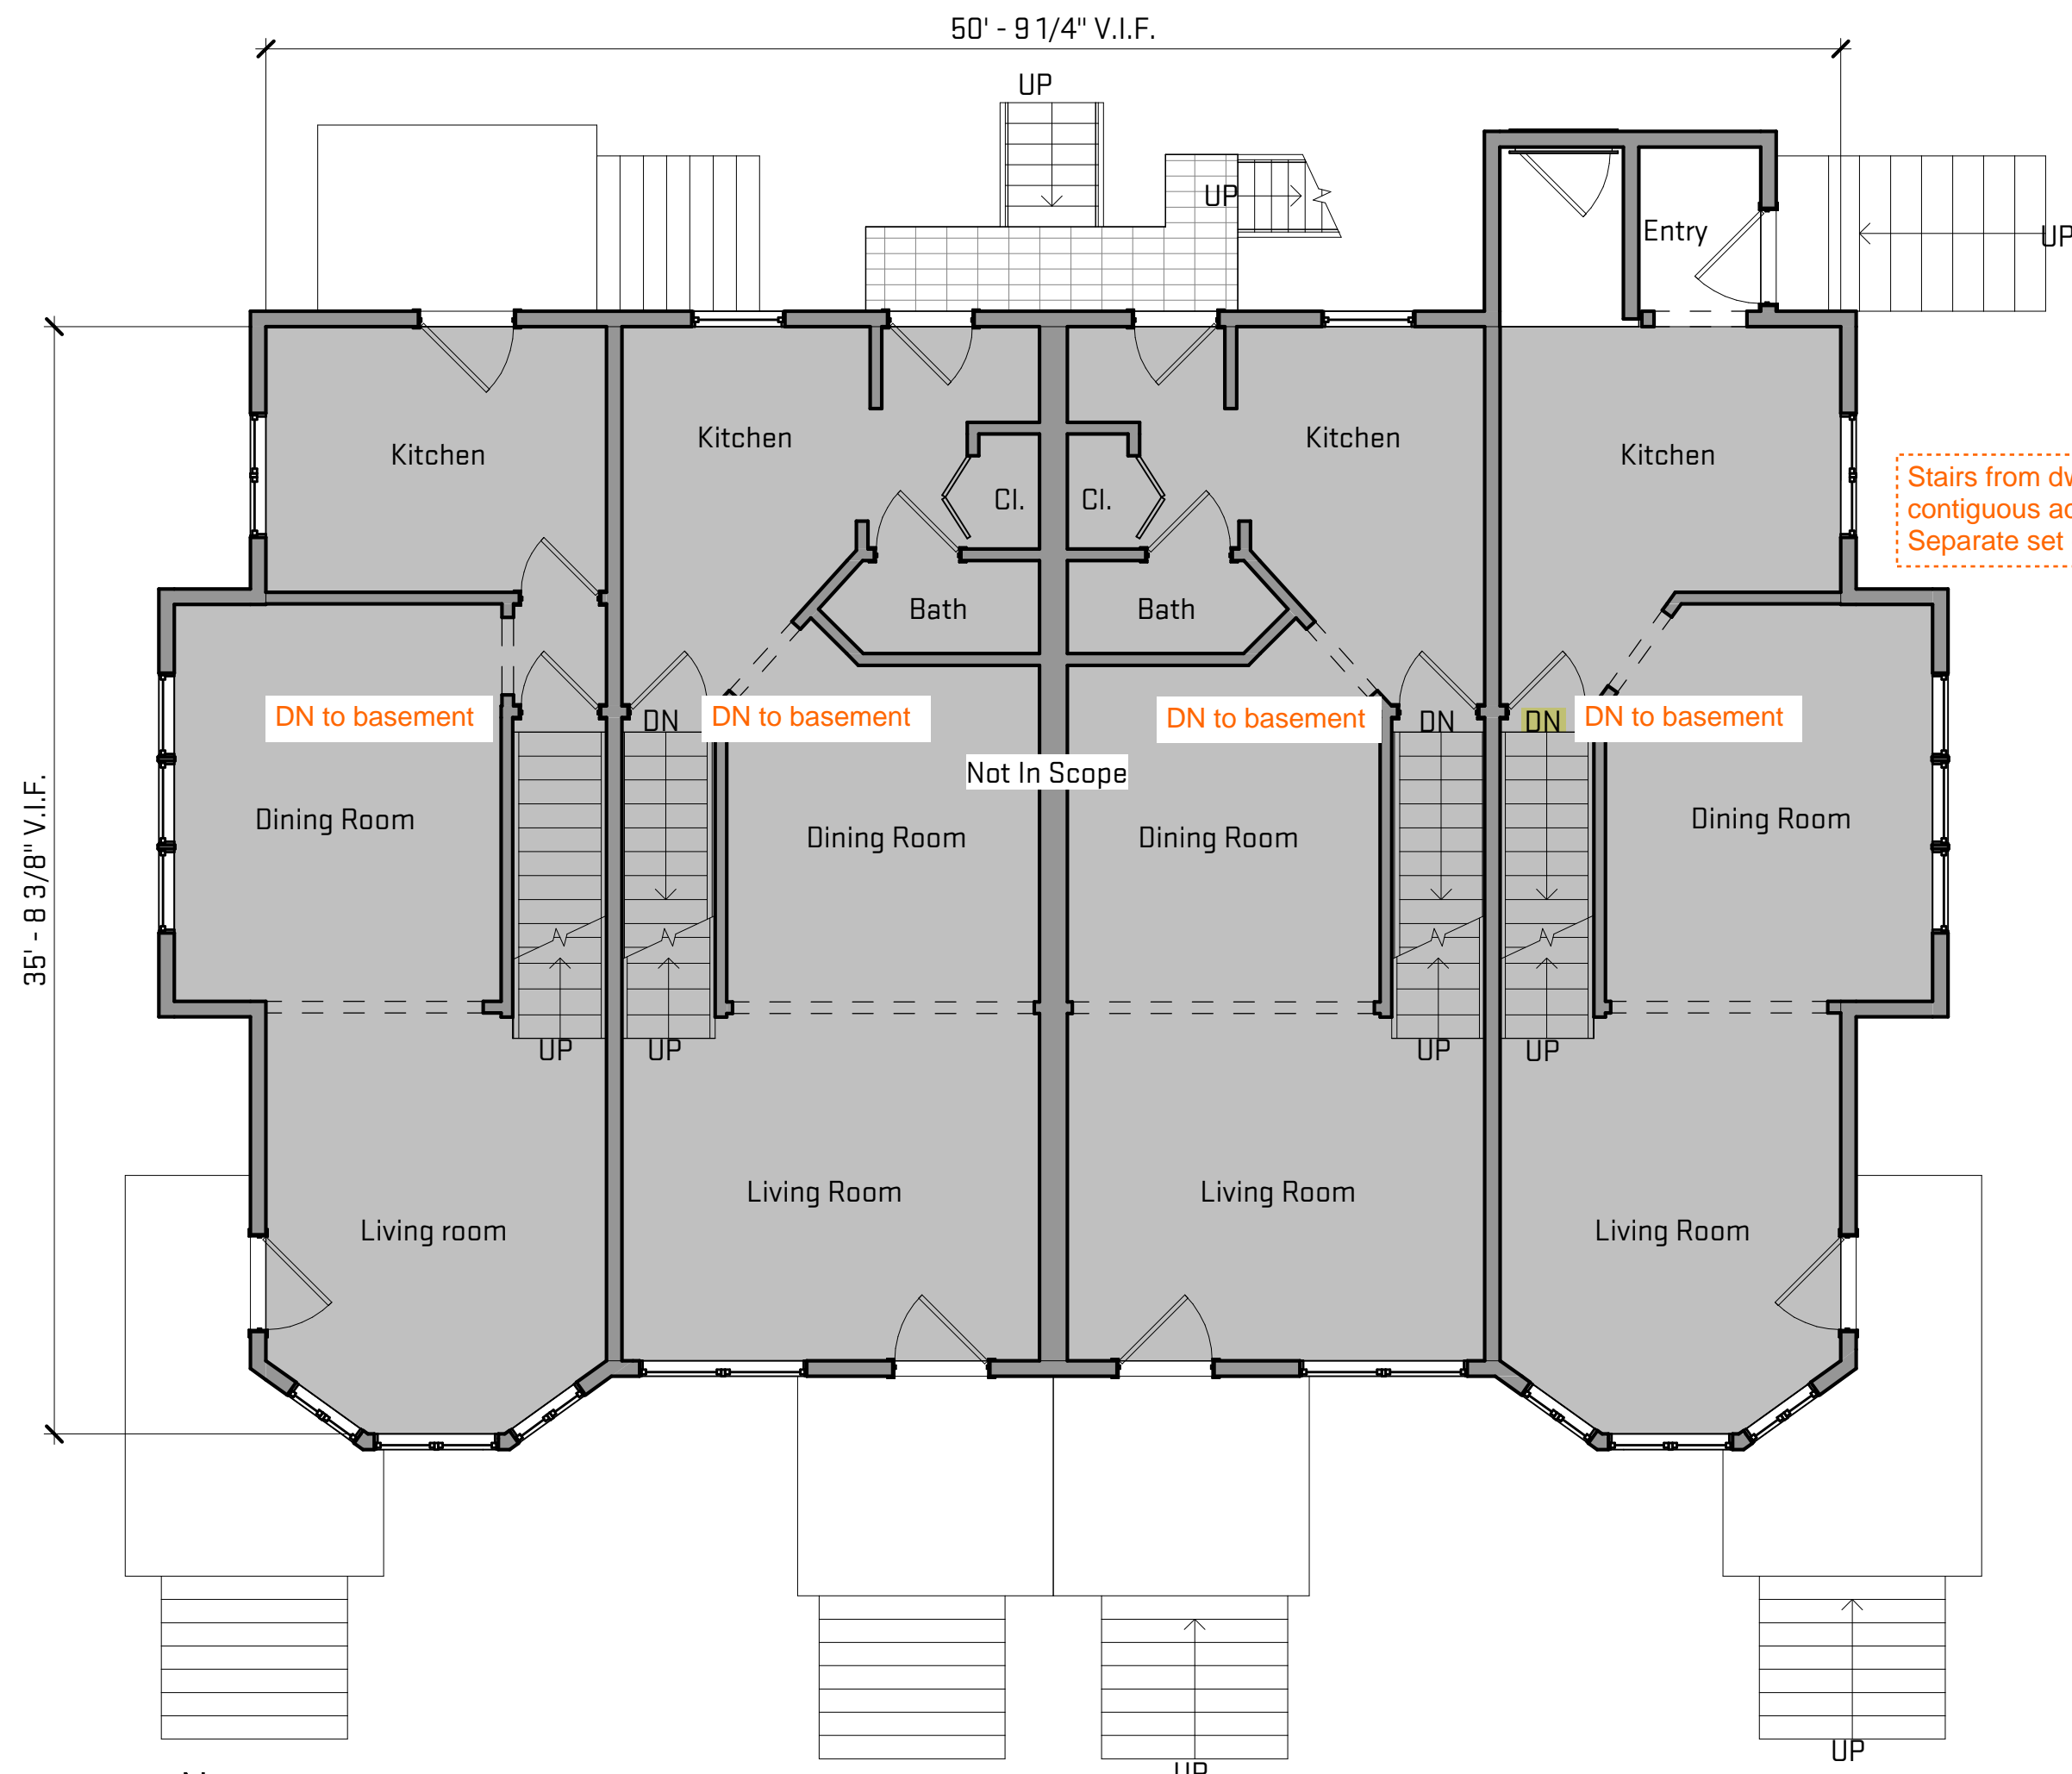 50' - 9 1/4" V.I.F.
UP
UP
Entry
UP
Kitchen
Kitchen
Kitchen
Kitchen
Stairs from
contiguous
Separate set
Cl.
Cl.
Bath
Bath
DN to basement
DN
DN to basement
DN to basement
DN
DN
DN to basement
Not In Scope
35' - 8 3/8" V.I.F.
Dining Room
Dining Room
Dining Room
Dining Room
UP
UP
UP
UP
Living Room
Living Room
Living room
Living Room
UP
UP